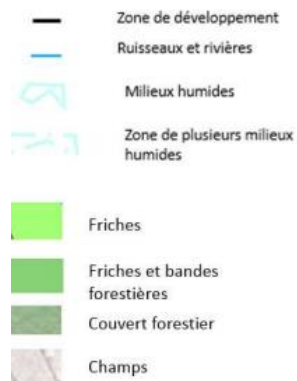 Zone de développement
Ruisseaux et rivières
Milieux humides
Zone de plusieurs milieux
humides
Friches
Friches et bandes
forestières
Couvert forestier
Champs